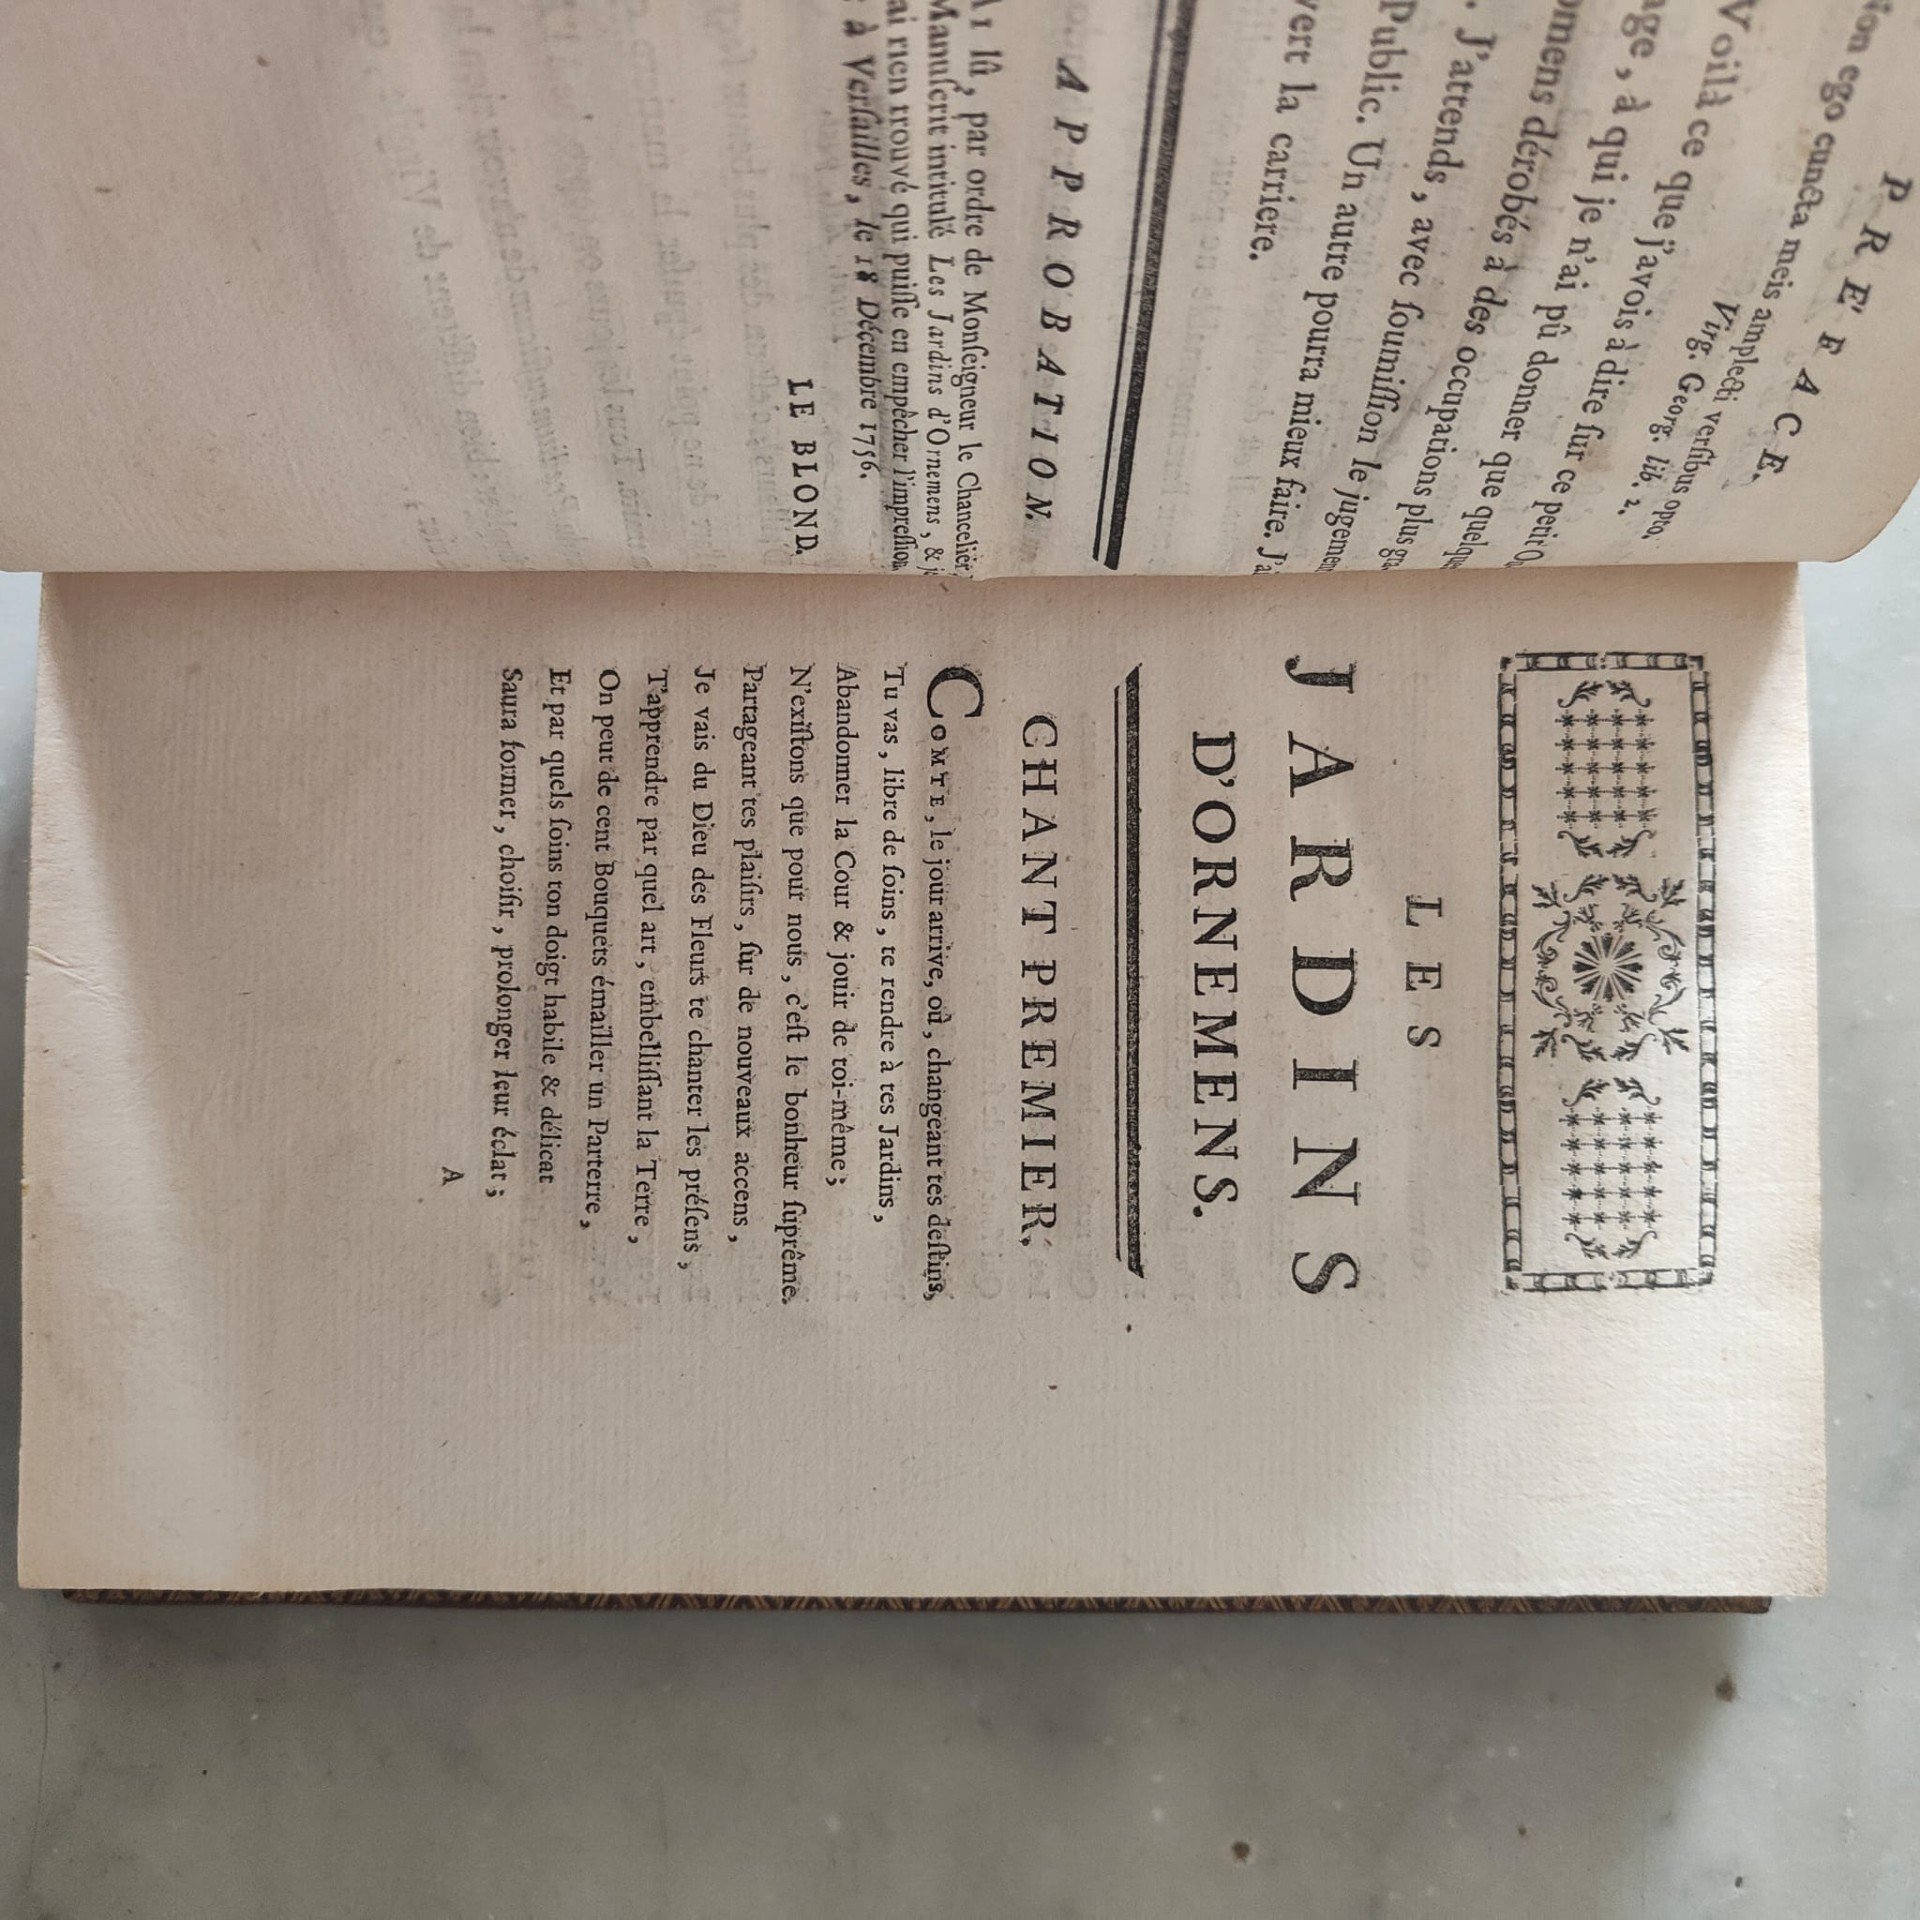 PRÉFACE.
Non ego cuncta meis amplecti versibus opto.
Virg. Georg. lib. 2.
Voilà ce que j'avois à dire sur ce petit
age, à qui je n'ai pû donner que quelque
omens dérobés à des occupations plus
. J'attends, avec soumission le jugement
Public. Un autre pourra mieux faire. J'ai
vert la carriere.
APPROBATION.
AI lû, par ordre de Monseigneur le Chancelier,
Manuscrit intitulé Les Jardins d'Ornemens, & je
ai rien trouvé qui puisse en empêcher l'impression.
à Versailles, le 18 Décembre 1756.
LE BLOND.
LES
JARDINS
D'ORNEMENS.
CHANT PREMIER.
COMTE, le jour arrive, où, changeant tes destins,
Tu vas, libre de soins, te rendre à tes Jardins,
Abandonner la Cour & jouir de toi-même;
N'existons que pour nous, c'est le bonheur suprême.
Partageant tes plaisirs, sur de nouveaux accens,
Je vais du Dieu des Fleurs te chanter les présens,
T'apprendre par quel art, embellissant la Terre,
On peut de cent Bouquets émailler un Parterre,
Et par quels soins ton doigt habile & délicat
Saura former, choisir, prolonger leur éclat;
A